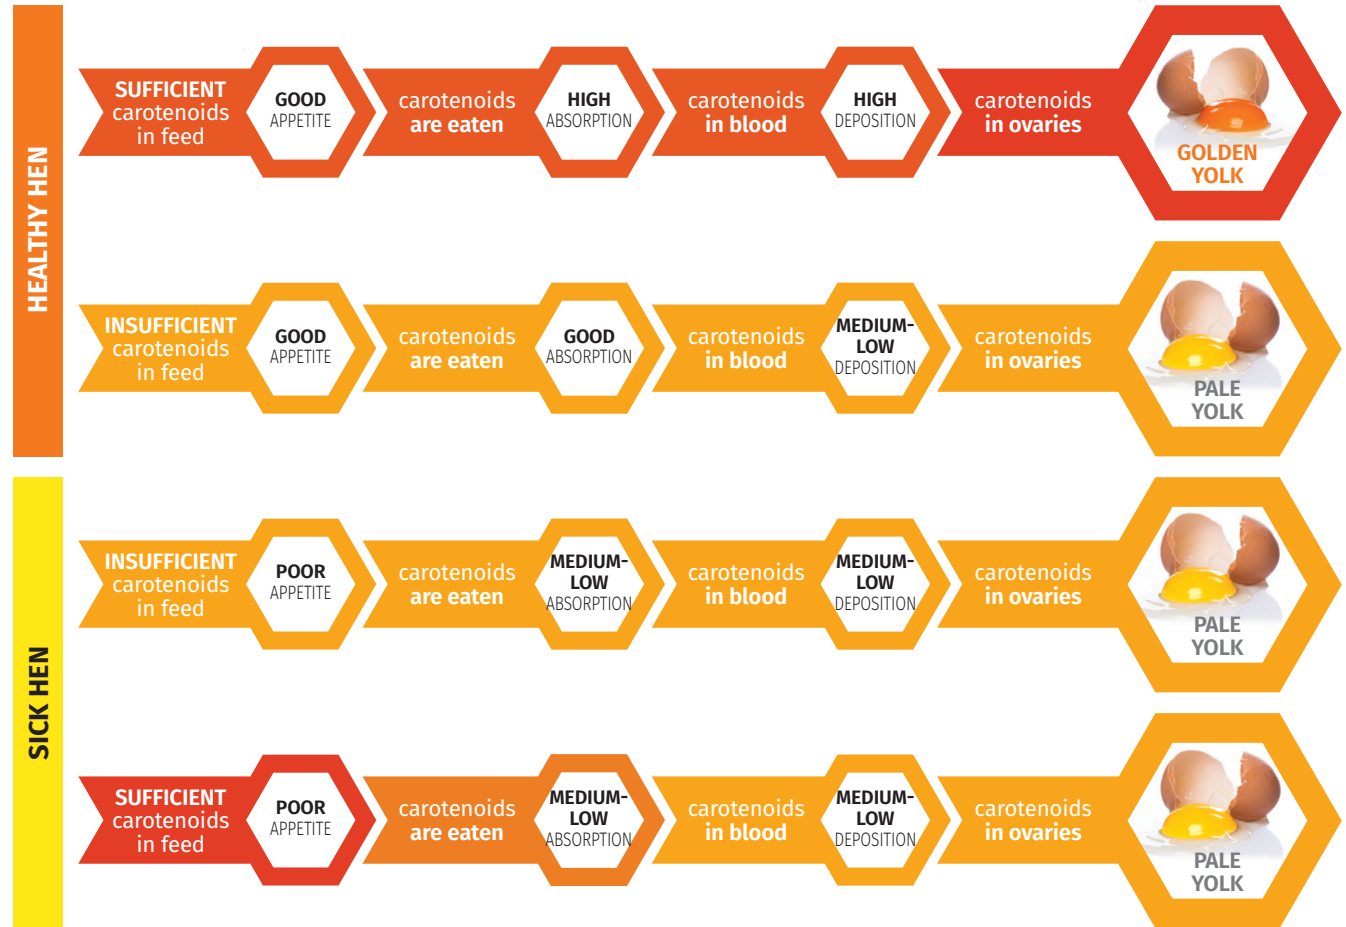 HEALTHY HEN
SUFFICIENT
carotenoids
in feed
GOOD
APPETITE
carotenoids
are eaten
HIGH
ABSORPTION
carotenoids
in blood
HIGH
DEPOSITION
carotenoids
in ovaries
GOLDEN
YOLK
INSUFFICIENT
carotenoids
in feed
GOOD
APPETITE
carotenoids
are eaten
GOOD
ABSORPTION
carotenoids
in blood
MEDIUM-
LOW
DEPOSITION
carotenoids
in ovaries
PALE
YOLK
SICK HEN
INSUFFICIENT
carotenoids
in feed
POOR
APPETITE
carotenoids
are eaten
MEDIUM-
LOW
ABSORPTION
carotenoids
in blood
MEDIUM-
LOW
DEPOSITION
carotenoids
in ovaries
PALE
YOLK
SUFFICIENT
carotenoids
in feed
POOR
APPETITE
carotenoids
are eaten
MEDIUM-
LOW
ABSORPTION
carotenoids
in blood
MEDIUM-
LOW
DEPOSITION
carotenoids
in ovaries
PALE
YOLK